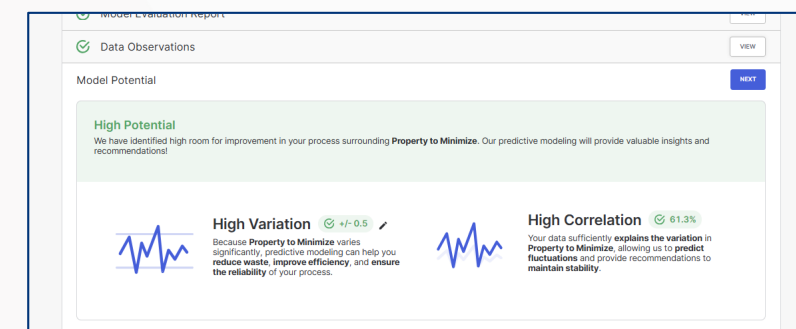 Model Evaluation Report
VIEW
Data Observations
VIEW
Model Potential
NEXT
High Potential
We have identified high room for improvement in your process surrounding Property to Minimize. Our predictive modeling will provide valuable insights and
recommendations!
High Variation
+/- 0.5
Because Property to Minimize varies
significantly, predictive modeling can help you
reduce waste, improve efficiency, and ensure
the reliability of your process.
High Correlation
61.3%
Your data sufficiently explains the variation in
Property to Minimize, allowing us to predict
fluctuations and provide recommendations to
maintain stability.